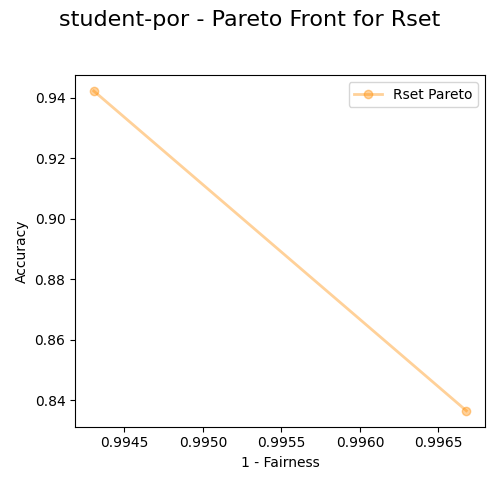 student-por - Pareto Front for Rset
Rset Pareto
0.94
0.92
0.90
0.88
0.86
0.84
Accuracy
0.9945 0.9950 0.9955 0.9960 0.9965
1 - Fairness